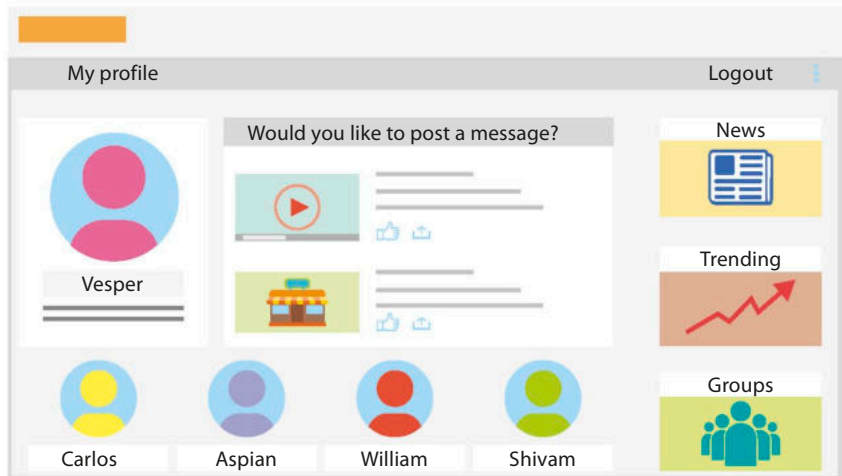 My profile
Logout
Would you like to post a message?
News
Vesper
Trending
Groups
Carlos
Aspian
William
Shivam